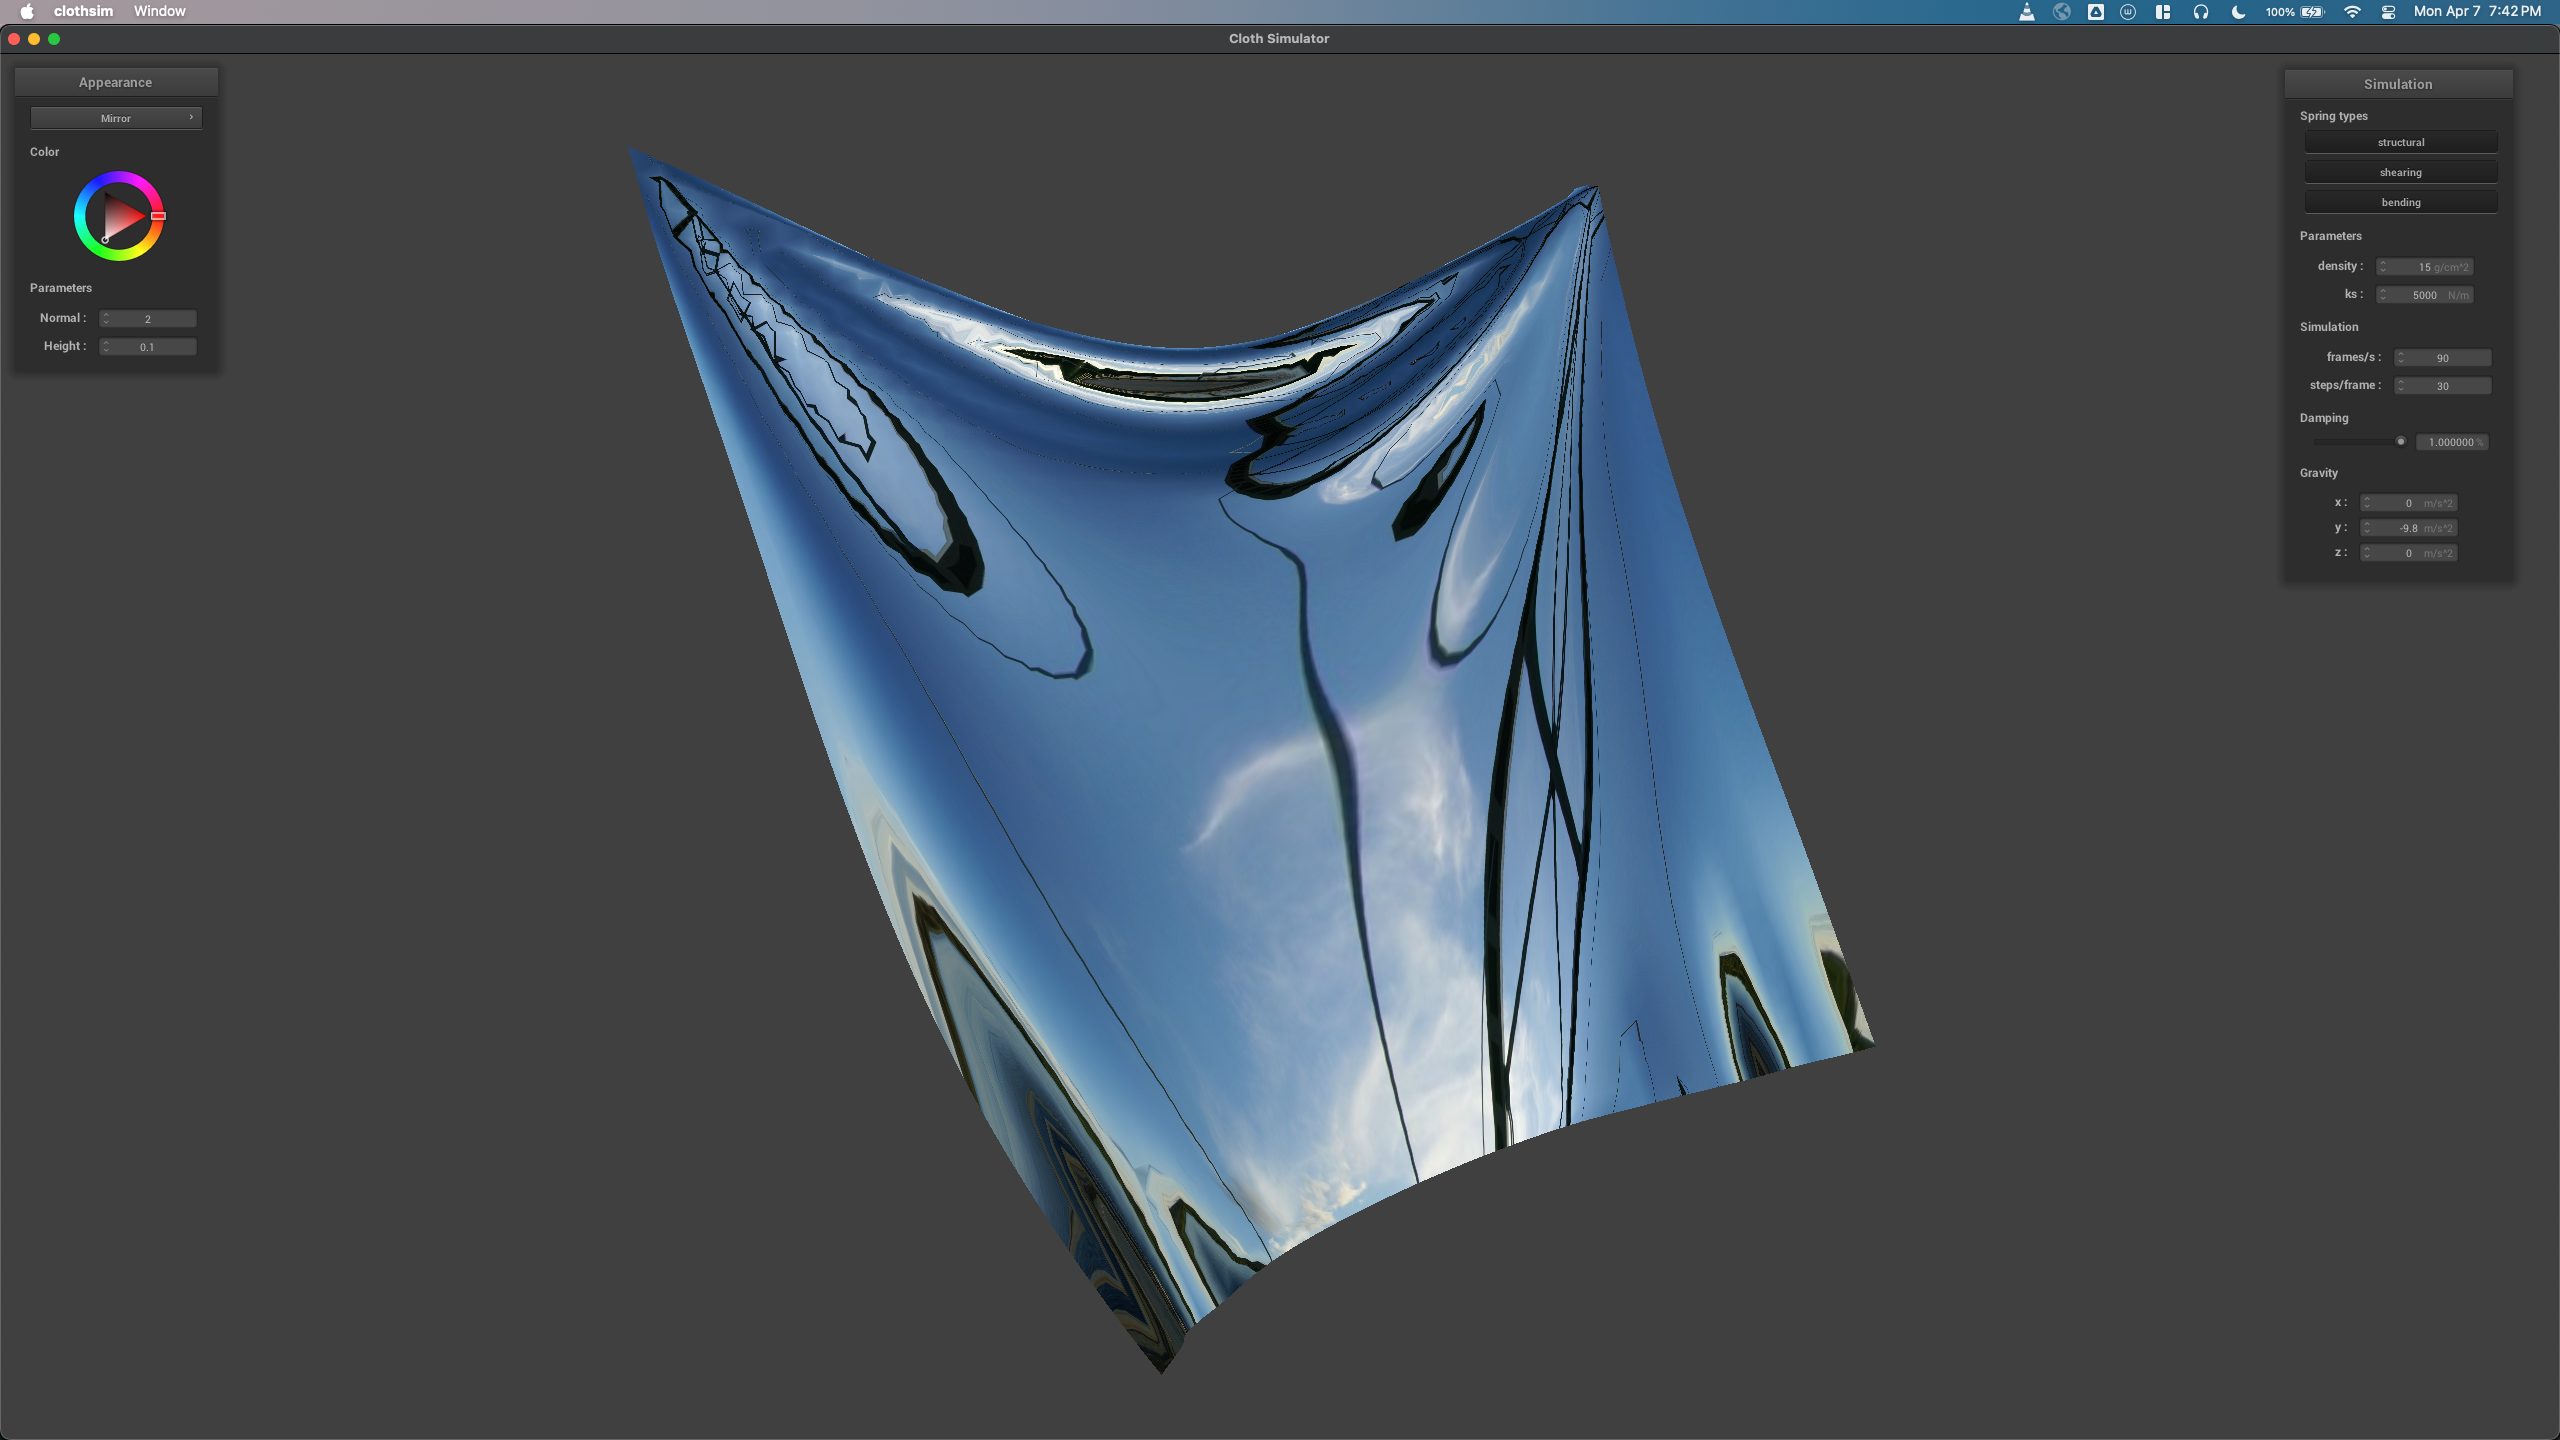 clothsim Window 100% Mon Apr 7 7:42 PM
Cloth Simulator
Appearance
Mirror
Color
Parameters
Normal : 2
Height : 0.1
Simulation
Spring types
structural
shearing
bending
Parameters
density : 15 g/cm^2
ks : 5000 N/m
Simulation
frames/s : 90
steps/frame : 30
Damping
1.000000 %
Gravity
x : 0 m/s^2
y : -9.8 m/s^2
z : 0 m/s^2